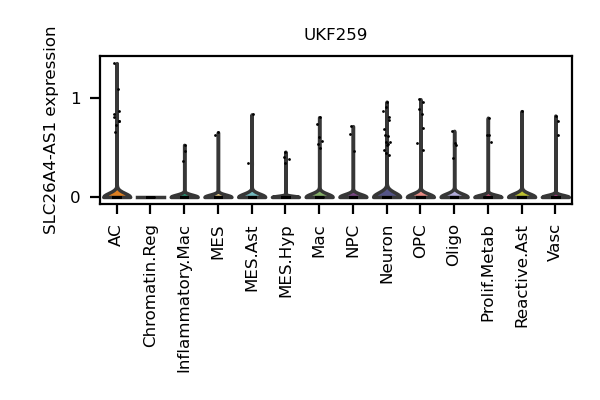 UKF259
SLC26A4-AS1 expression
1
0
AC
Chromatin.Reg
Inflammatory.Mac
MES
MES.Ast
MES.Hyp
Mac
NPC
Neuron
OPC
Oligo
Prolif.Metab
Reactive.Ast
Vasc